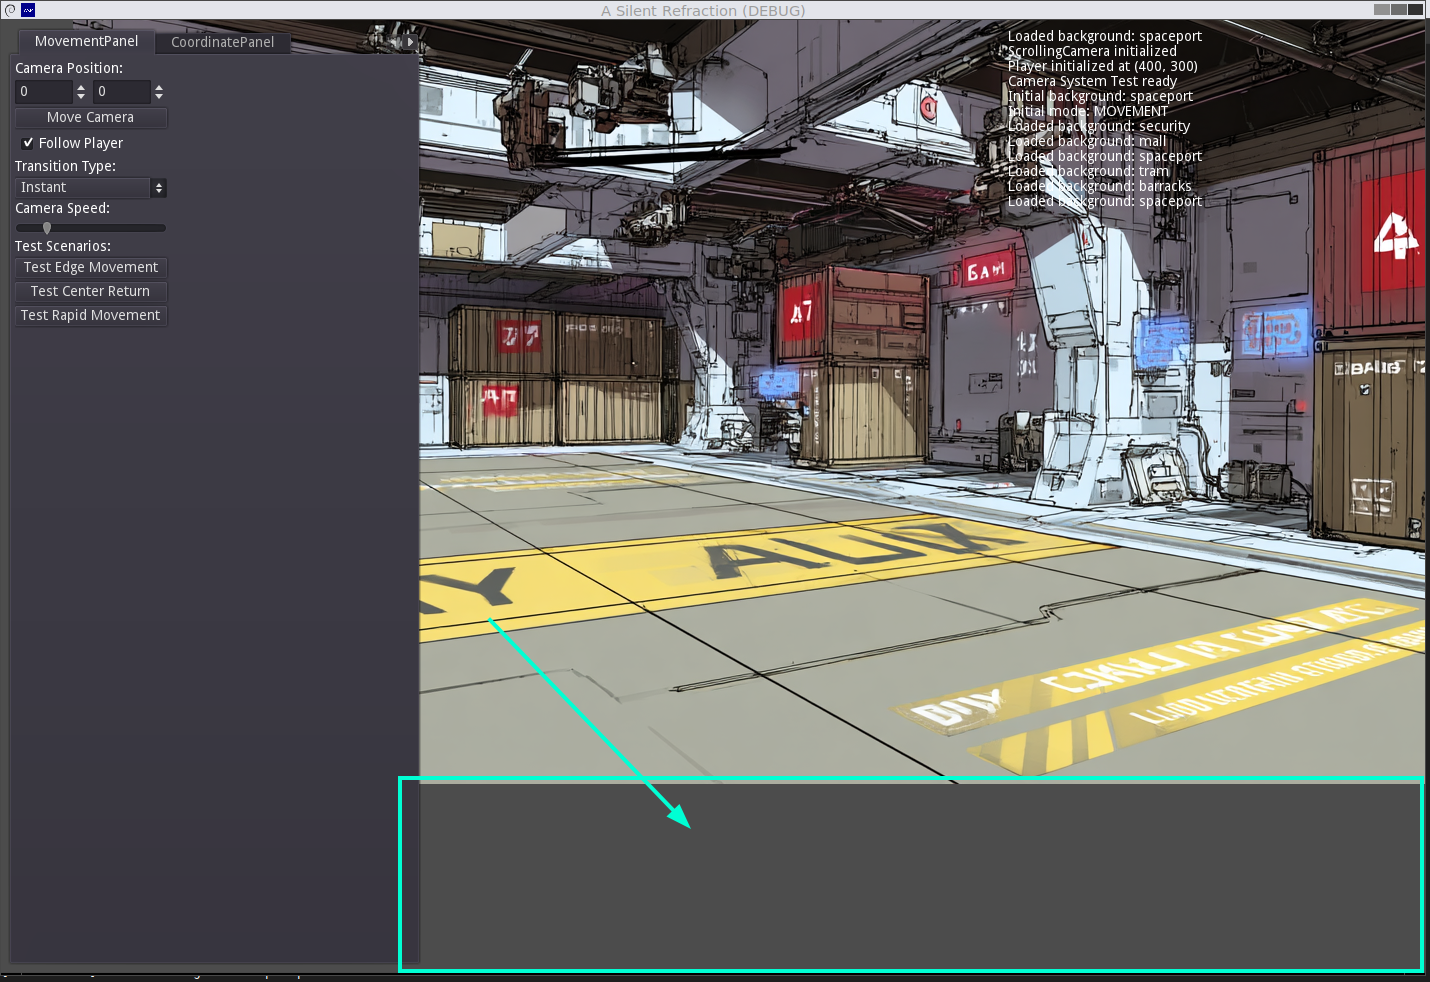 A Silent Refraction (DEBUG)
MovementPanel
CoordinatePanel
Camera Position:
0
0
Move Camera
Follow Player
Transition Type:
Instant
Camera Speed:
Test Scenarios:
Test Edge Movement
Test Center Return
Test Rapid Movement
Loaded background: spaceport
ScrollingCamera initialized
Player initialized at (400, 300)
Camera System Test ready
Initial background: spaceport
Initial mode: MOVEMENT
Loaded background: security
Loaded background: mall
Loaded background: spaceport
Loaded background: tram
Loaded background: barracks
Loaded background: spaceport
4
A7